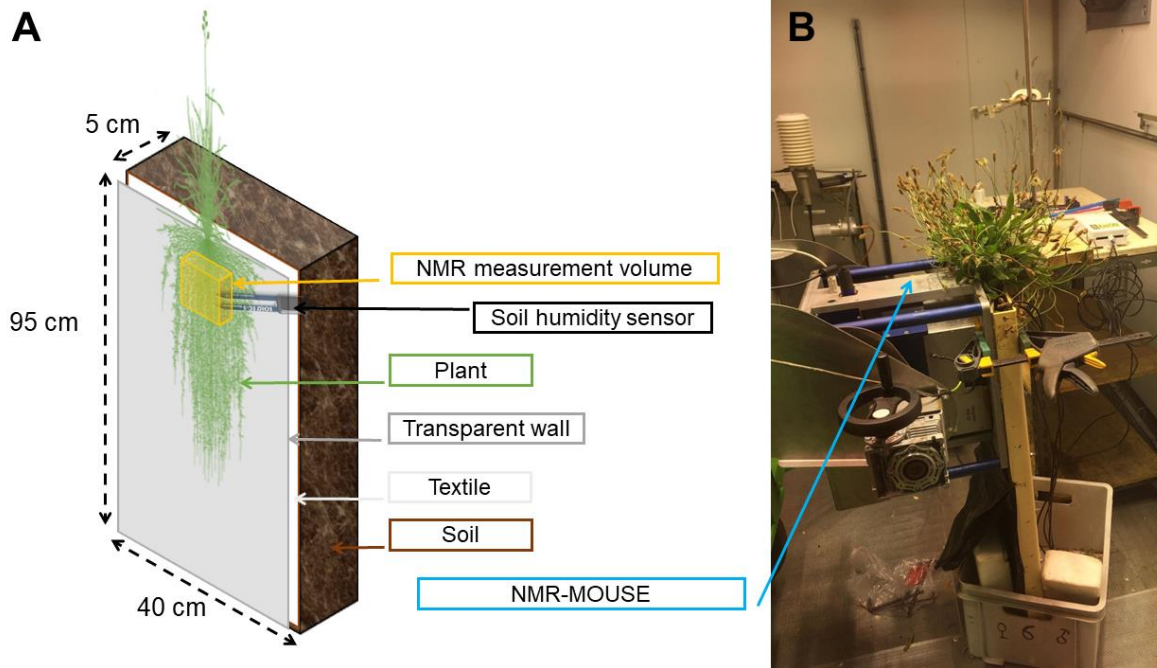 A
B
5 cm
NMR measurement volume
Soil humidity sensor
95 cm
Plant
Transparent wall
Textile
Soil
40 cm
NMR-MOUSE